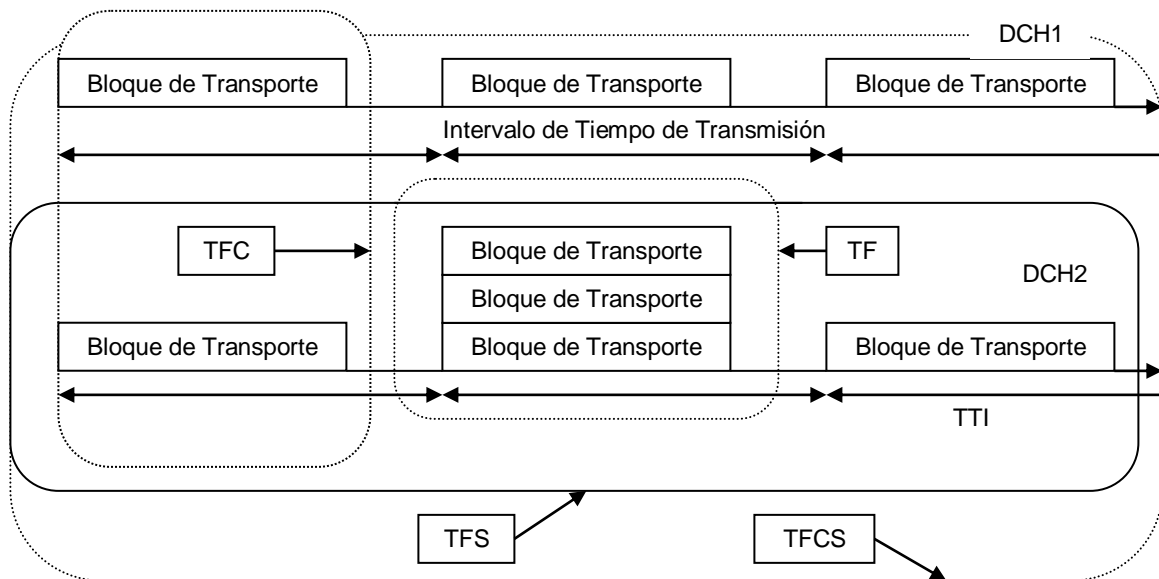 DCH1
Bloque de Transporte
Bloque de Transporte
Bloque de Transporte
Intervalo de Tiempo de Transmisión
TFC
Bloque de Transporte
TF
DCH2
Bloque de Transporte
Bloque de Transporte
Bloque de Transporte
Bloque de Transporte
TTI
TFS
TFCS